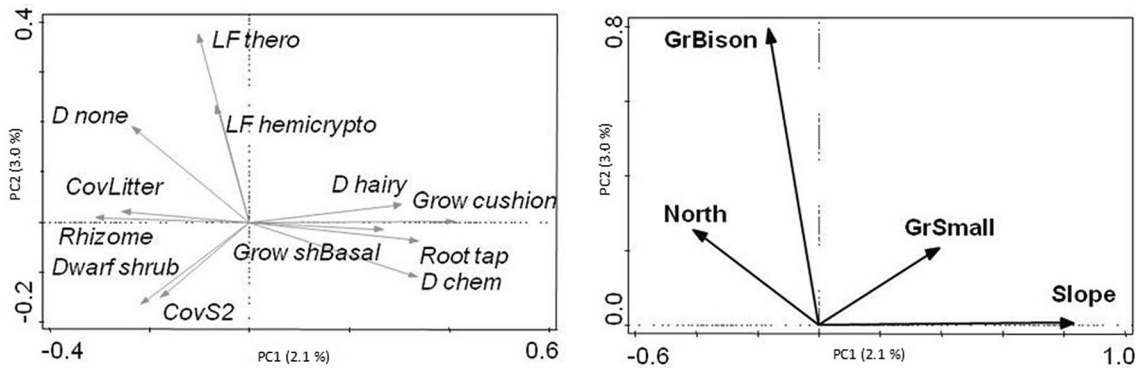 0.4
LF thero
D none
LF hemicrypto
PC2 (3.0 %)
CovLitter
D hairy
Grow cushion
Rhizome
Grow shBasal
Root tap
Dwarf shrub
D chem
CovS2
-0.2
-0.4
PC1 (2.1 %)
0.6
0.8
GrBison
PC2 (3.0 %)
North
GrSmall
Slope
0.0
-0.6
PC1 (2.1 %)
1.0